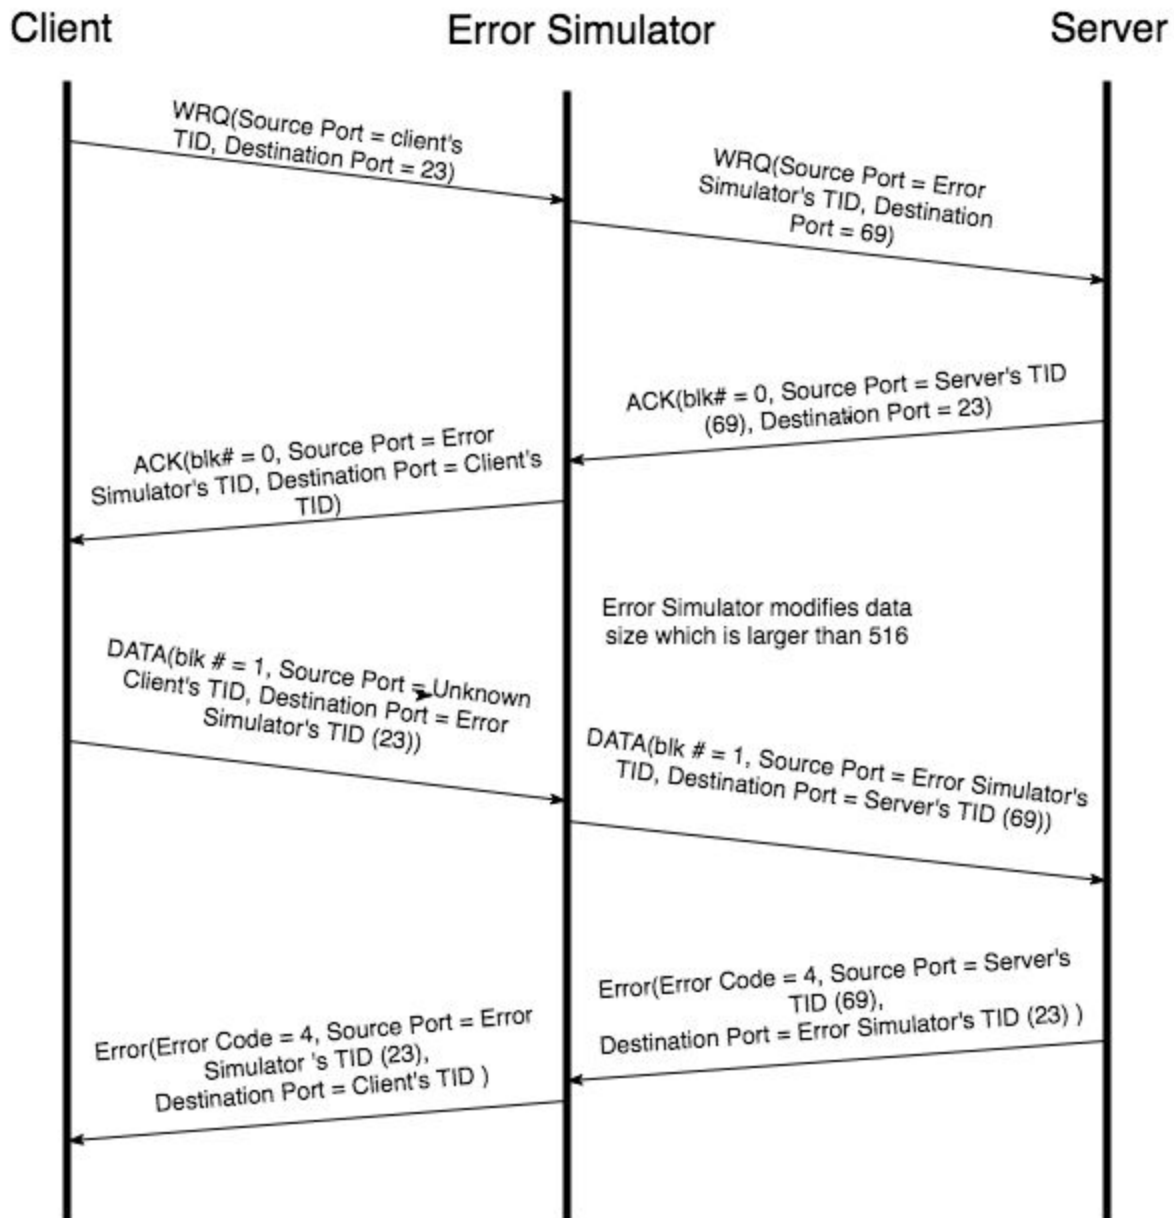 Client
Error Simulator
Server
WRQ(Source Port = client's
TID, Destination Port = 23)
WRQ(Source Port = Error
Simulator's TID, Destination
Port = 69)
ACK(blk# = 0, Source Port = Server's TID
(69), Destination Port = 23)
ACK(blk# = 0, Source Port = Error
Simulator's TID, Destination Port = Client's
TID)
Error Simulator modifies data
size which is larger than 516
DATA(blk # = 1, Source Port = Unknown
Client's TID, Destination Port = Error
Simulator's TID (23))
DATA(blk # = 1, Source Port = Error Simulator's
TID, Destination Port = Server's TID (69))
Error(Error Code = 4, Source Port = Server's
TID (69),
Destination Port = Error Simulator's TID (23) )
Error(Error Code = 4, Source Port = Error
Simulator 's TID (23),
Destination Port = Client's TID )